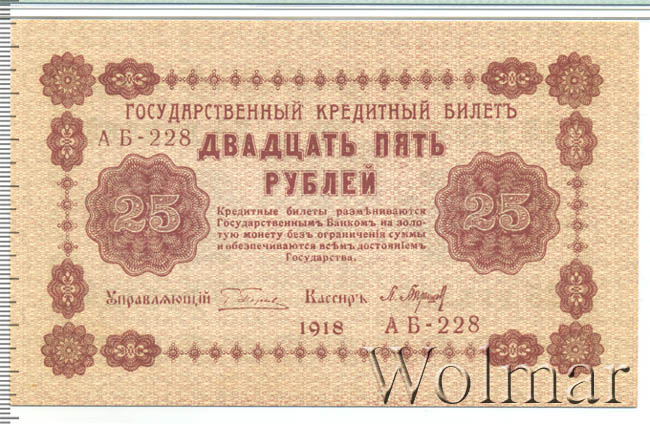 ГОСУДАРСТВЕННЫЙ КРЕДИТНЫЙ БИЛЕТЪ
АБ-228
ДВАДЦАТЬ ПЯТЬ
РУБЛЕЙ
25
25
Кредитные билеты размѣниваются
Государственнымъ Банкомъ на золо-
тую монету безъ ограниченія суммы
и обезпечиваются всѣмъ достояніемъ
Государства.
Управляющій
Кассиръ
1918 АБ-228
Wolmar